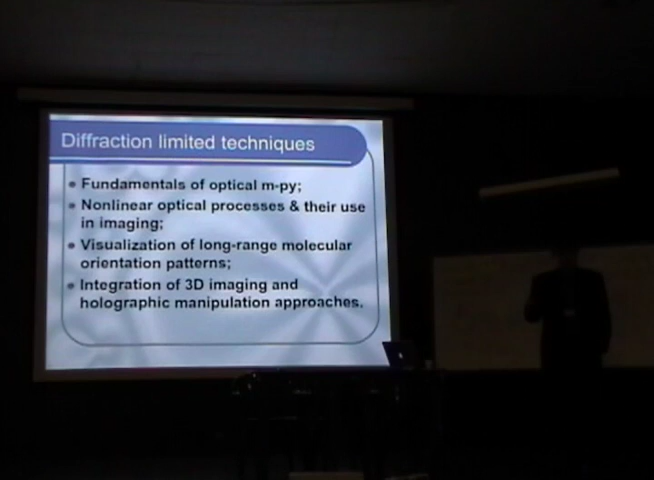 Diffraction limited techniques
Fundamentals of optical m-py;
Nonlinear optical processes & their use
in imaging;
Visualization of long-range molecular
orientation patterns;
Integration of 3D imaging and
holographic manipulation approaches.